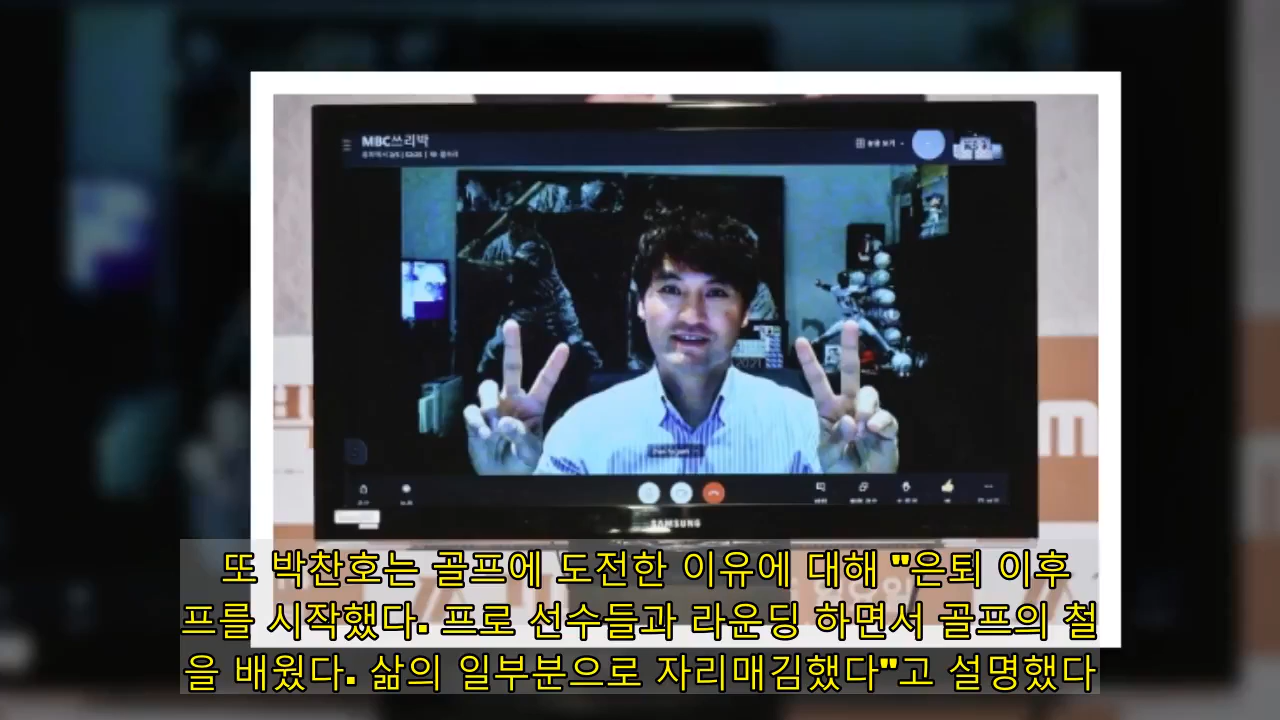 MBC쓰리박
2021
SAMSUNG
또 박찬호는 골프에 도전한 이유에 대해 "은퇴 이후
프를 시작했다. 프로 선수들과 라운딩 하면서 골프의 철
을 배웠다. 삶의 일부분으로 자리매김했다"고 설명했다